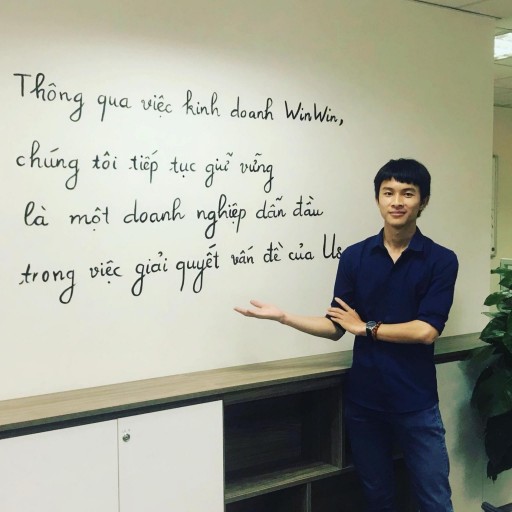 Thông qua việc kinh doanh WinWin,
chúng tôi tiếp tục giữ vững
là một doanh nghiệp dẫn đầu
trong việc giải quyết vấn đề của Us